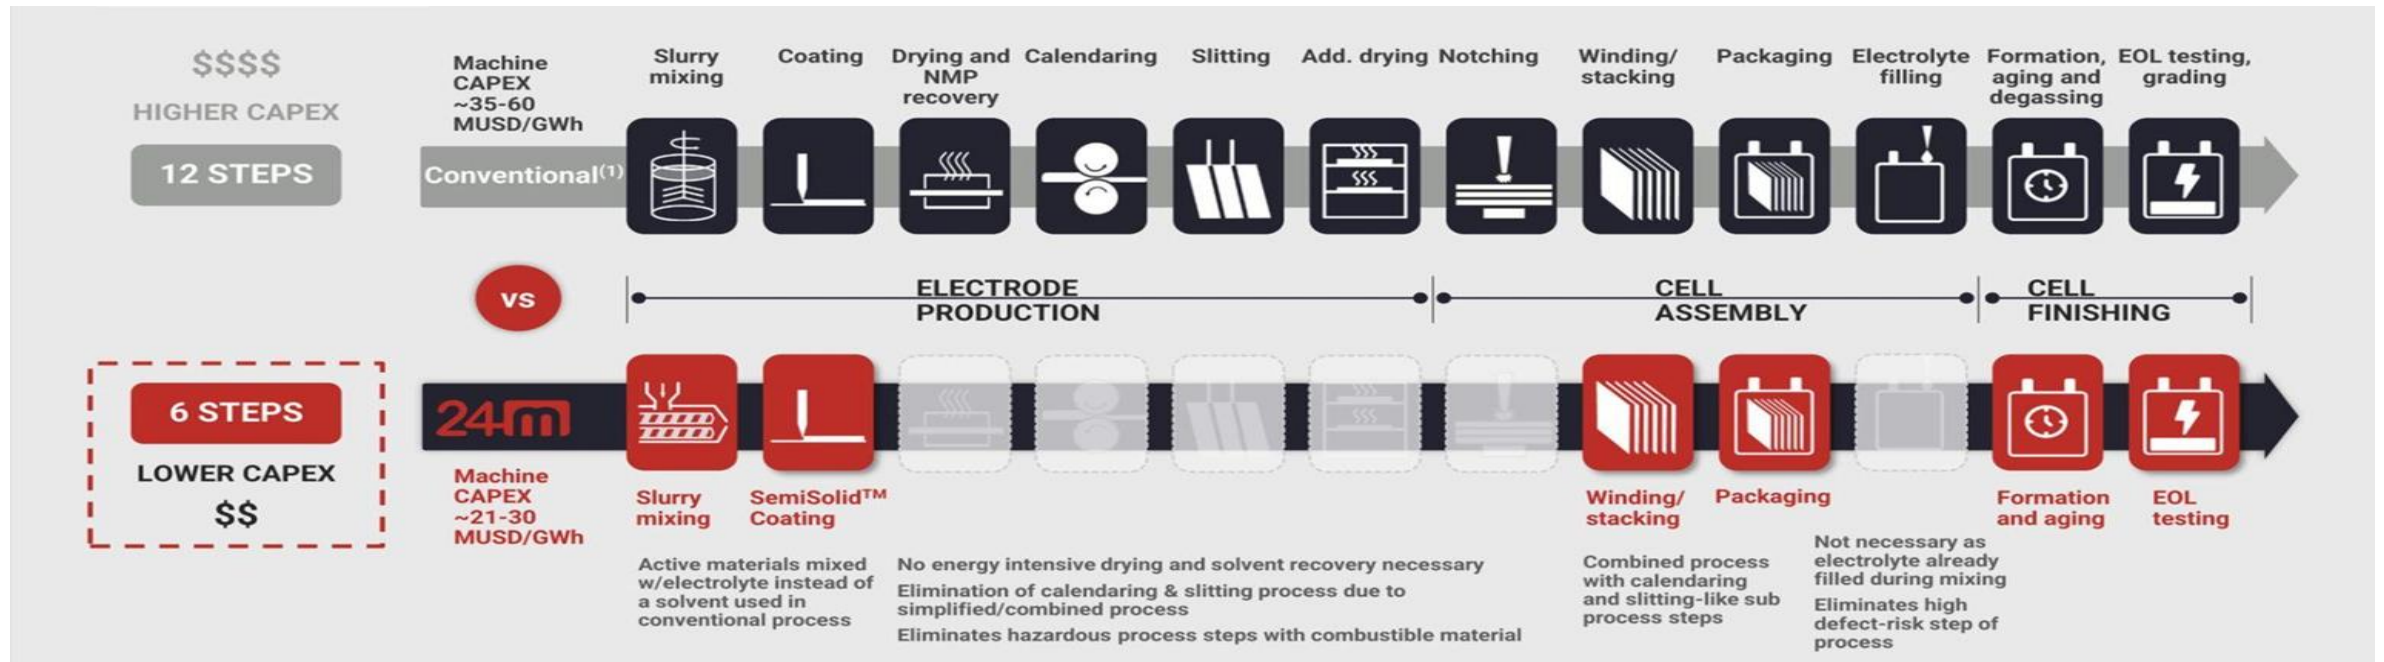 $$$$
HIGHER CAPEX
12 STEPS
Machine
CAPEX
~35-60
MUSD/GWh
Conventional(1)
Slurry
mixing
Coating
Drying and
NMP
recovery
Calendaring
Slitting
Add. drying
Notching
Winding/
stacking
Packaging
Electrolyte
filling
Formation,
aging and
degassing
EOL testing,
grading
vs
ELECTRODE
PRODUCTION
CELL
ASSEMBLY
CELL
FINISHING
6 STEPS
LOWER CAPEX
$$
24m
Machine
CAPEX
~21-30
MUSD/GWh
Slurry
mixing
SemiSolid™
Coating
Winding/
stacking
Packaging
Formation
and aging
EOL
testing
Active materials mixed
w/electrolyte instead of
a solvent used in
conventional process
No energy intensive drying and solvent recovery necessary
Elimination of calendaring & slitting process due to
simplified/combined process
Eliminates hazardous process steps with combustible material
Combined process
with calendaring
and slitting-like sub
process steps
Not necessary as
electrolyte already
filled during mixing
Eliminates high
defect-risk step of
process